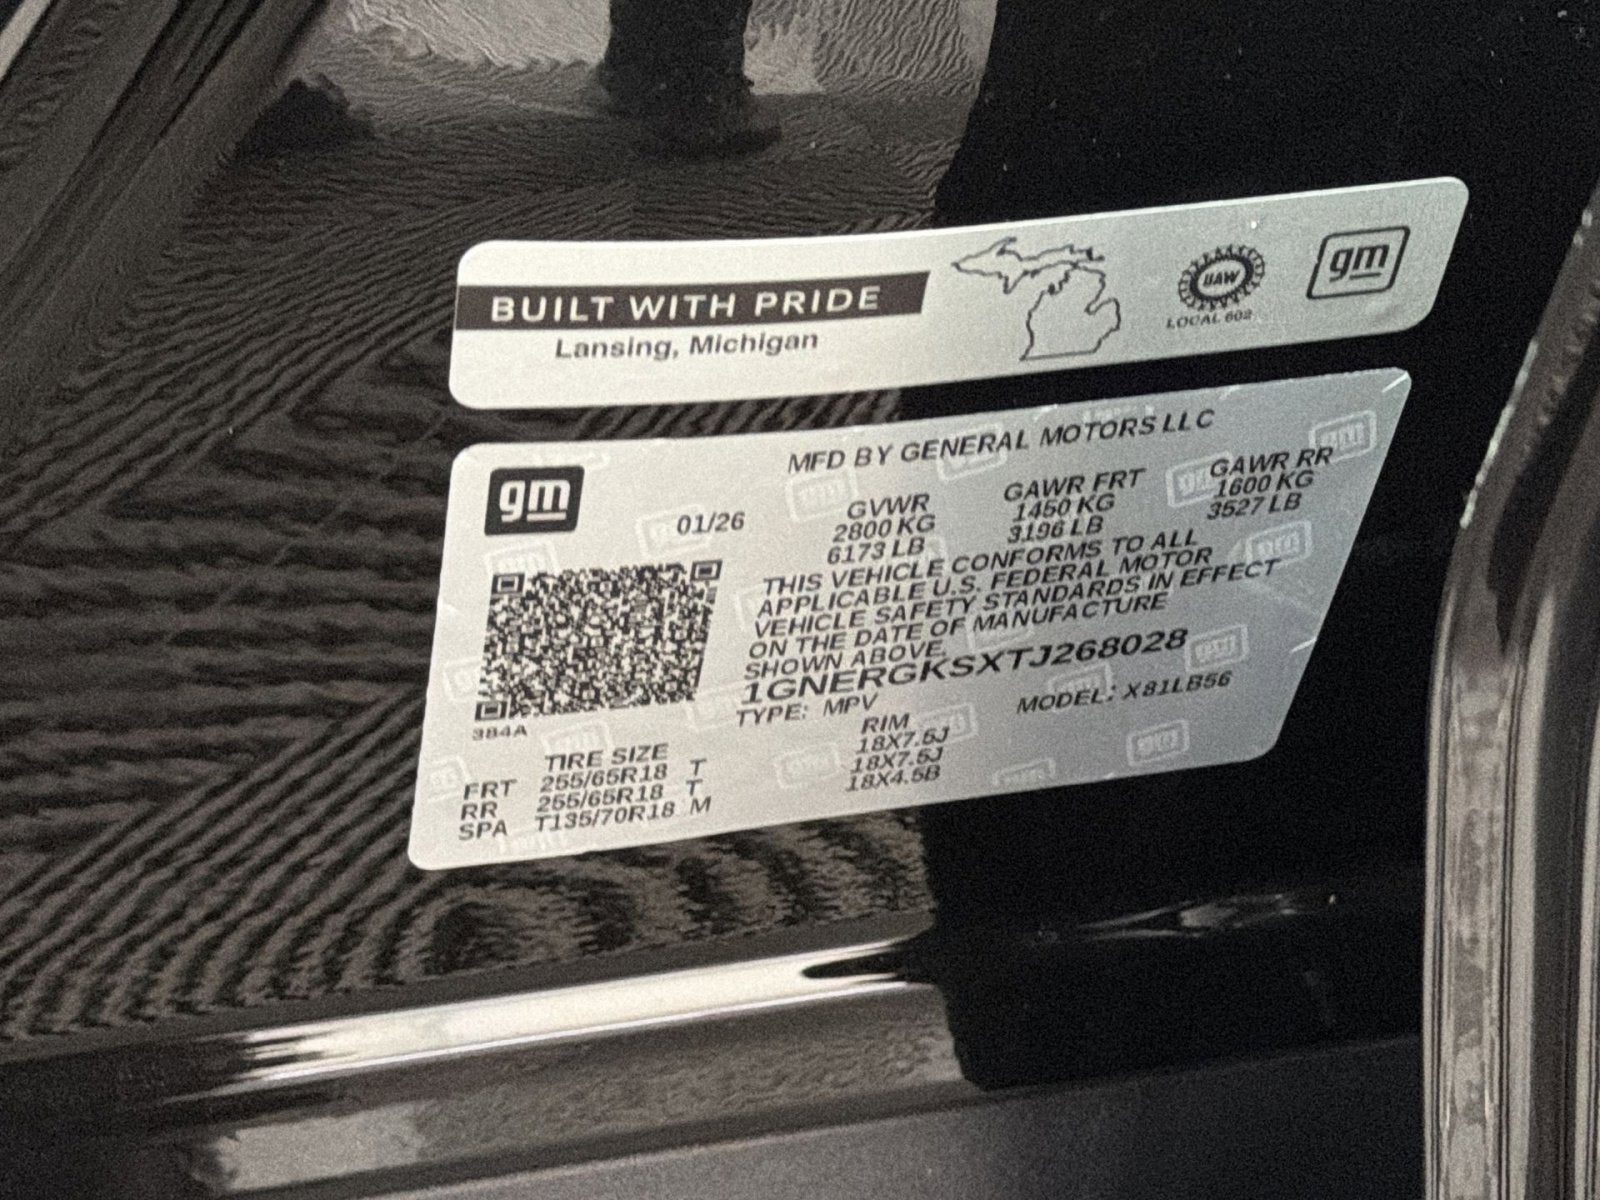 BUILT WITH PRIDE
Lansing, Michigan
UAW
LOCAL 602
gm
MFD BY GENERAL MOTORS LLC
gm
01/26
GVWR GAWR FRT GAWR RR
2800 KG 1450 KG 1600 KG
6173 LB 3196 LB 3527 LB
THIS VEHICLE CONFORMS TO ALL
APPLICABLE U.S. FEDERAL MOTOR
VEHICLE SAFETY STANDARDS IN EFFECT
ON THE DATE OF MANUFACTURE
SHOWN ABOVE.
1GNERGKSXTJ268028
TYPE: MPV MODEL: X81LB56
384A
TIRE SIZE RIM
FRT 255/65R18 T 18X7.5J
RR 255/65R18 T 18X7.5J
SPA T135/70R18 M 18X4.5B